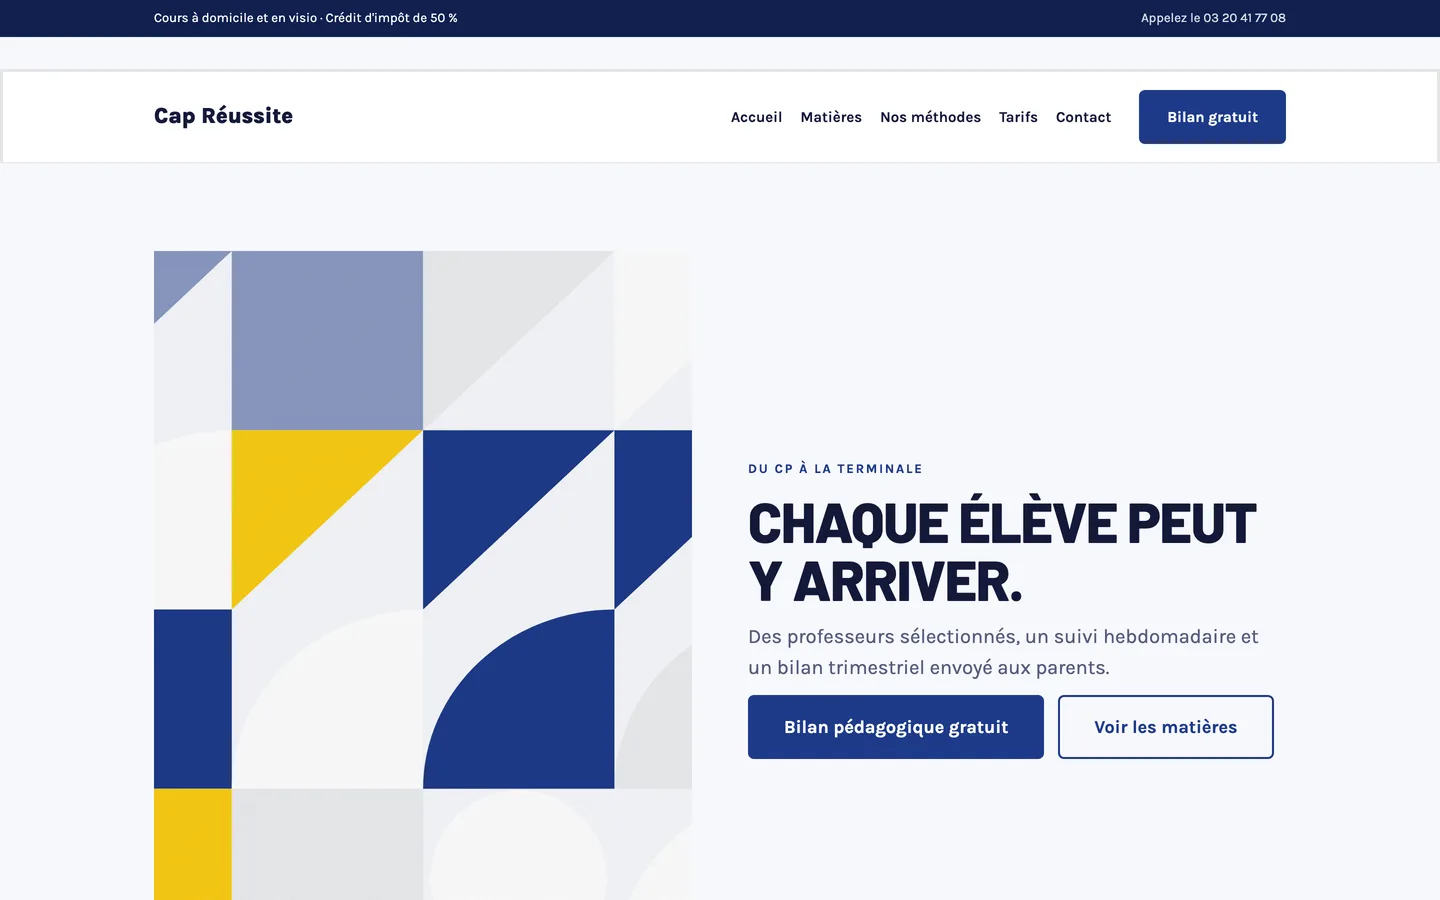 Cours à domicile et en visio · Crédit d'impôt de 50 %
Appelez le 03 20 41 77 08
Cap Réussite
Accueil
Matières
Nos méthodes
Tarifs
Contact
Bilan gratuit
DU CP À LA TERMINALE
CHAQUE ÉLÈVE PEUT
Y ARRIVER.
Des professeurs sélectionnés, un suivi hebdomadaire et
un bilan trimestriel envoyé aux parents.
Bilan pédagogique gratuit
Voir les matières